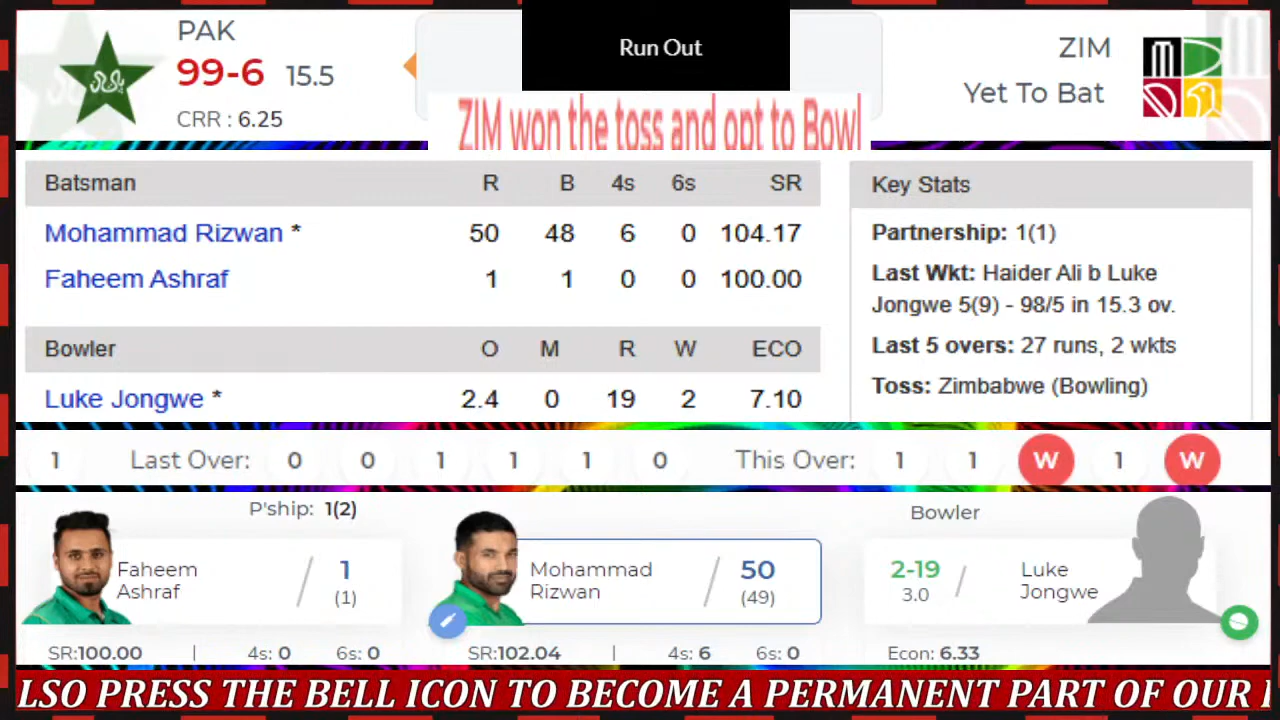 PAK
99-6 15.5
CRR : 6.25
Run Out
ZIM won the toss and opt to Bowl
ZIM
Yet To Bat
Batsman R B 4s 6s SR
Mohammad Rizwan * 50 48 6 0 104.17
Faheem Ashraf 1 1 0 0 100.00
Bowler O M R W ECO
Luke Jongwe * 2.4 0 19 2 7.10
Key Stats
Partnership: 1(1)
Last Wkt: Haider Ali b Luke
Jongwe 5(9) - 98/5 in 15.3 ov.
Last 5 overs: 27 runs, 2 wkts
Toss: Zimbabwe (Bowling)
1 Last Over: 0 0 1 1 1 0 This Over: 1 1 W 1 W
P'ship: 1(2)
Faheem
Ashraf
1
(1)
SR:100.00 | 4s: 0 6s: 0
Mohammad
Rizwan
50
(49)
SR:102.04 | 4s: 6 6s: 0
Bowler
2-19
3.0
Luke
Jongwe
Econ: 6.33
LSO PRESS THE BELL ICON TO BECOME A PERMANENT PART OF OUR